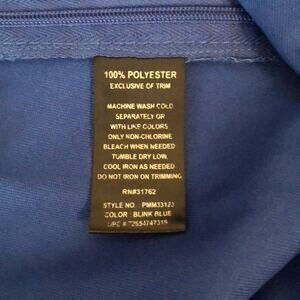 100% POLYESTER
EXCLUSIVE OF TRIM
MACHINE WASH COLD
SEPARATELY OR
WITH LIKE COLORS
ONLY NON-CHLORINE
BLEACH WHEN NEEDED
TUMBLE DRY LOW.
COOL IRON AS NEEDED
DO NOT IRON ON TRIMMING
RN#31762
STYLE NO.:
COLOR : BLINK BLUE
UPC #